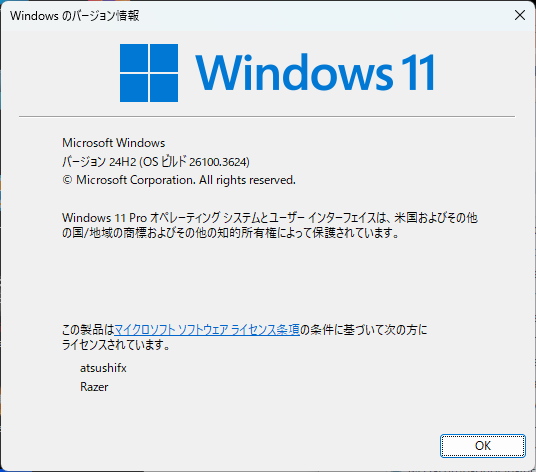 Windows のバージョン情報
Windows 11
Microsoft Windows
バージョン 24H2 (OS ビルド 26100.3624)
© Microsoft Corporation. All rights reserved.
Windows 11 Pro オペレーティング システムとユーザー インターフェイスは、米国およびその他
の国/地域の商標およびその他の知的所有権によって保護されています。
この製品はマイクロソフト ソフトウェア ライセンス条項の条件に基づいて次の方に
ライセンスされています。
atsushifx
Razer
OK